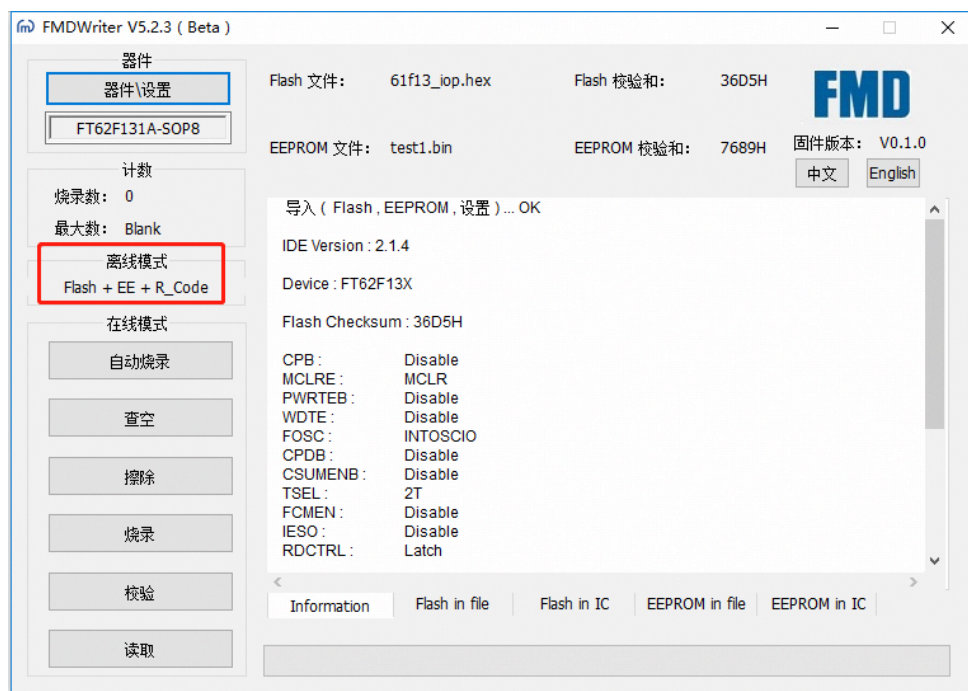 FMDWriter V5.2.3 ( Beta )
器件
器件\设置
FT62F131A-SOP8
计数
烧录数: 0
最大数: Blank
离线模式
Flash + EE + R_Code
在线模式
自动烧录
查空
擦除
烧录
校验
读取
Flash 文件: 61f13_iop.hex Flash 校验和: 36D5H
EEPROM 文件: test1.bin EEPROM 校验和: 7689H
FMD
固件版本: V0.1.0
中文 English
导入 ( Flash , EEPROM , 设置 ) ... OK
IDE Version : 2.1.4
Device : FT62F13X
Flash Checksum : 36D5H
CPB : Disable
MCLRE : MCLR
PWRTEB : Disable
WDTE : Disable
FOSC : INTOSCIO
CPDB : Disable
CSUMENB : Disable
TSEL : 2T
FCMEN : Disable
IESO : Disable
RDCTRL : Latch
Information Flash in file Flash in IC EEPROM in file EEPROM in IC